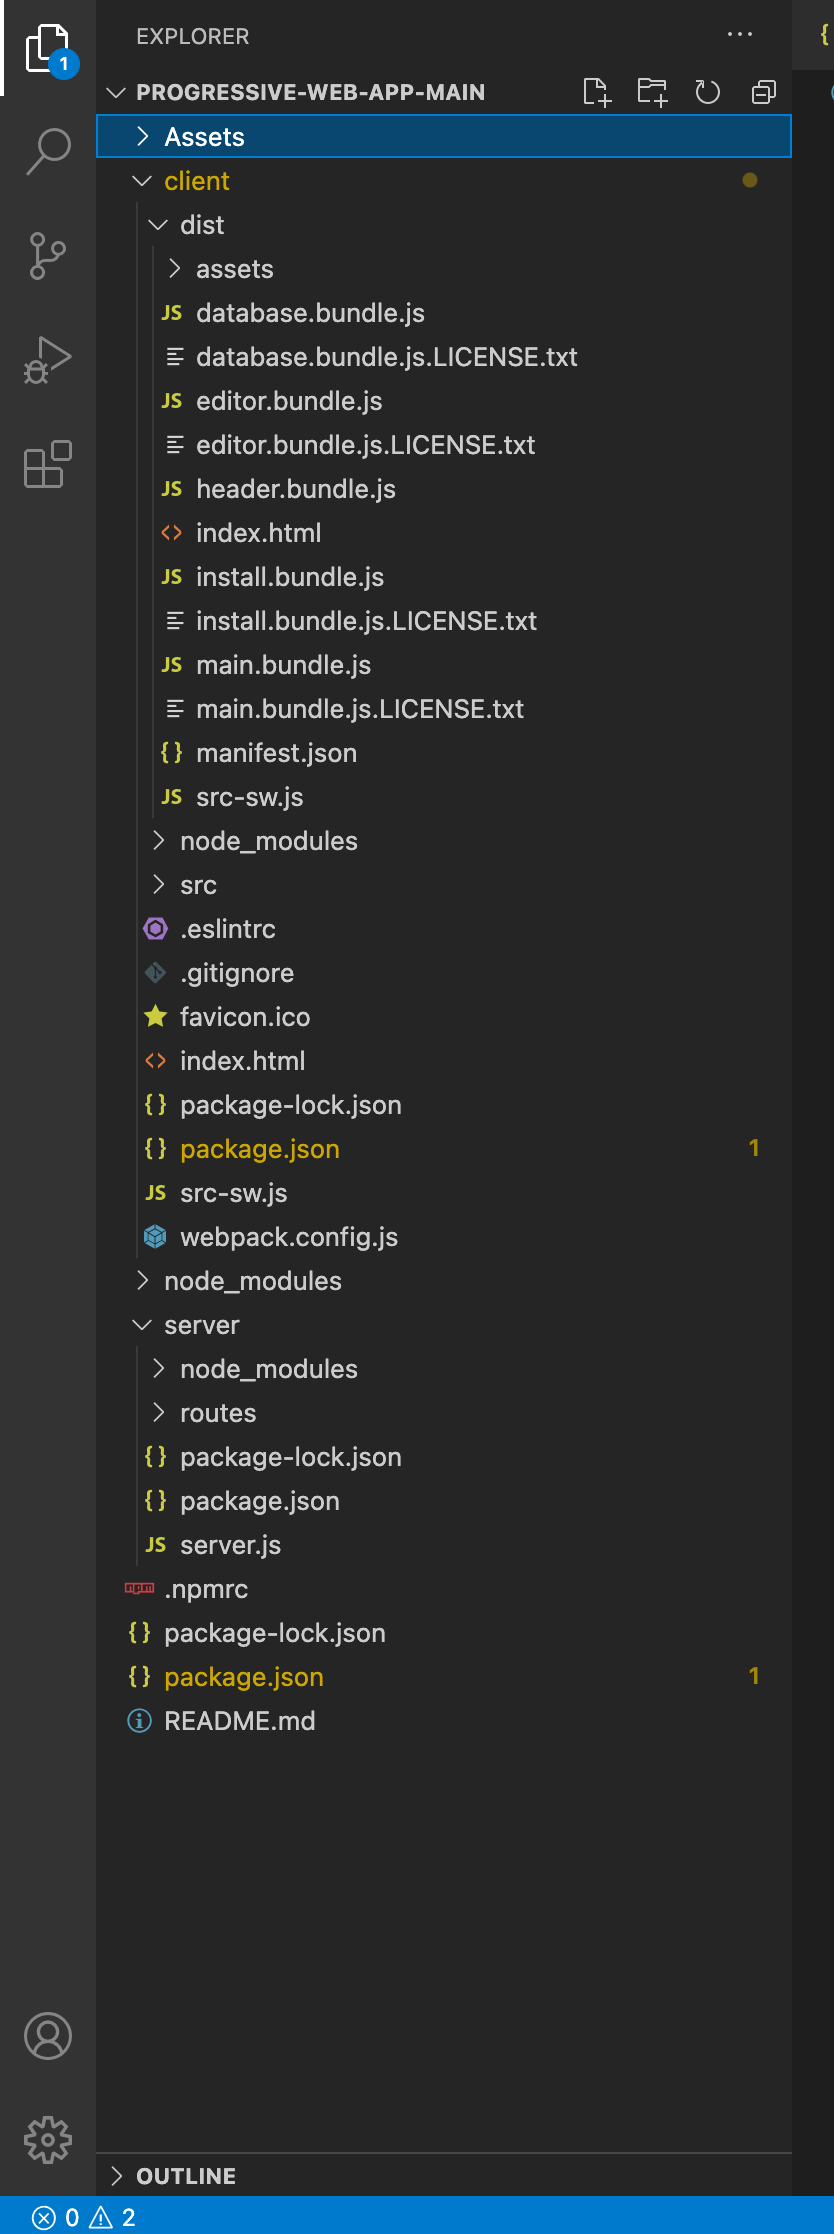 EXPLORER
1
PROGRESSIVE-WEB-APP-MAIN
Assets
client
dist
assets
JS database.bundle.js
database.bundle.js.LICENSE.txt
JS editor.bundle.js
editor.bundle.js.LICENSE.txt
JS header.bundle.js
<> index.html
JS install.bundle.js
install.bundle.js.LICENSE.txt
JS main.bundle.js
main.bundle.js.LICENSE.txt
{} manifest.json
JS src-sw.js
node_modules
src
.eslintrc
.gitignore
favicon.ico
<> index.html
{} package-lock.json
{} package.json 1
JS src-sw.js
webpack.config.js
node_modules
server
node_modules
routes
{} package-lock.json
{} package.json
JS server.js
npm .npmrc
{} package-lock.json
{} package.json 1
README.md
OUTLINE
0 2